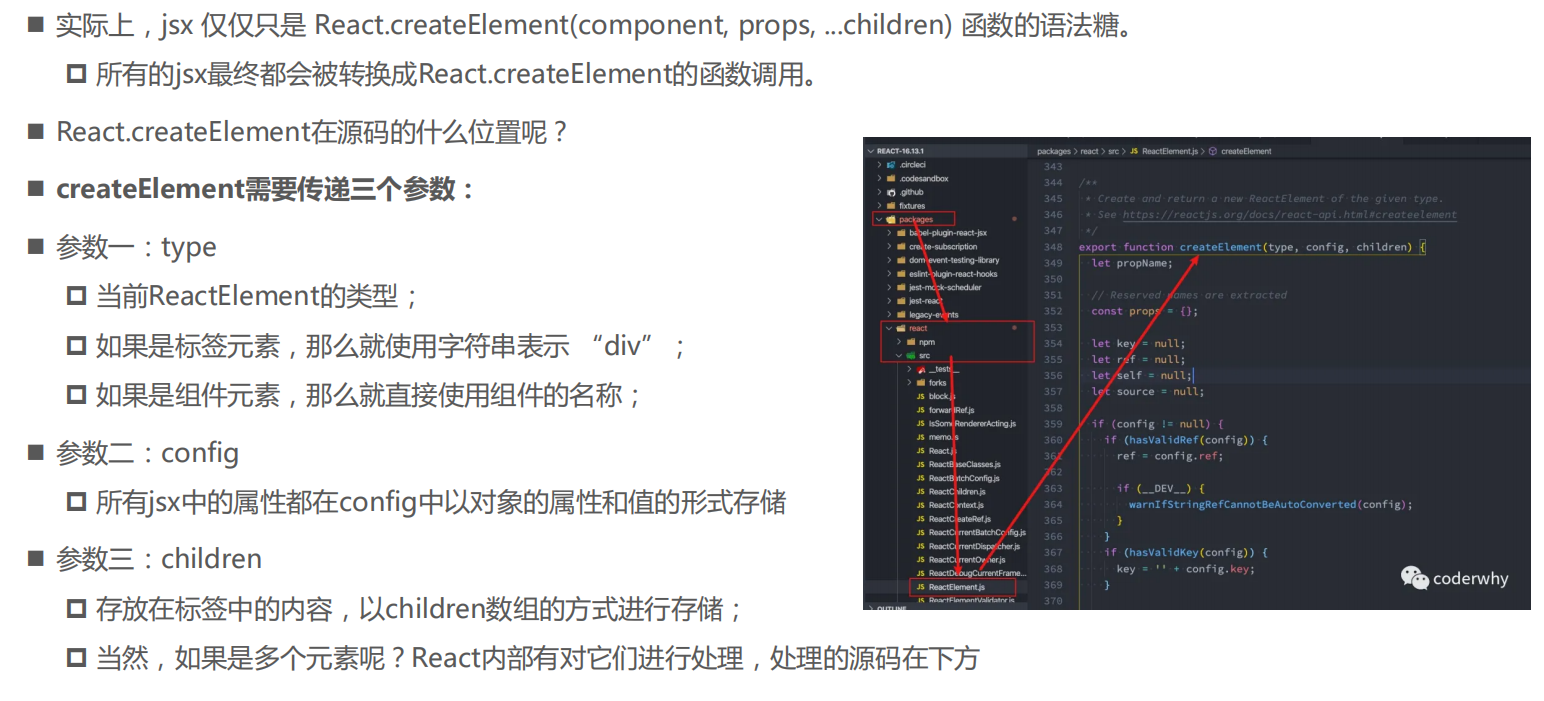 实际上，jsx 仅仅只是 React.createElement(component, props, ...children) 函数的语法糖。
所有的jsx最终都会被转换成React.createElement的函数调用。
React.createElement在源码的什么位置呢？
createElement需要传递三个参数：
参数一：type
当前ReactElement的类型；
如果是标签元素，那么就使用字符串表示 “div”；
如果是组件元素，那么就直接使用组件的名称；
参数二：config
所有jsx中的属性都在config中以对象的属性和值的形式存储
参数三：children
存放在标签中的内容，以children数组的方式进行存储；
当然，如果是多个元素呢？React内部有对它们进行处理，处理的源码在下方
REACT-16.13.1
.circleci
.codesandbox
.github
fixtures
packages
babel-plugin-react-jsx
create-subscription
dom-event-testing-library
eslint-plugin-react-hooks
jest-mock-scheduler
jest-react
legacy-events
react
npm
src
__tests__
forks
JS block.js
JS forwardRef.js
JS IsSomeRendererActing.js
JS memo.js
JS React.js
JS ReactBaseClasses.js
JS ReactBatchConfig.js
JS ReactChildren.js
JS ReactContext.js
JS ReactCreateRef.js
JS ReactCurrentBatchConfig.js
JS ReactCurrentDispatcher.js
JS ReactCurrentOwner.js
JS ReactDebugCurrentFrame...
JS ReactElement.js
JS ReactElementValidator.js
OUTLINE
packages > react > src > JS ReactElement.js > createElement
343
344 /**
345 * Create and return a new ReactElement of the given type.
346 * See https://reactjs.org/docs/react-api.html#createelement
347 */
348 export function createElement(type, config, children) {
349 let propName;
350
351 // Reserved names are extracted
352 const props = {};
353
354 let key = null;
355 let ref = null;
356 let self = null;
357 let source = null;
358
359 if (config != null) {
360 if (hasValidRef(config)) {
361 ref = config.ref;
362
363 if (__DEV__) {
364 warnIfStringRefCannotBeAutoConverted(config);
365 }
366 }
367 if (hasValidKey(config)) {
368 key = '' + config.key;
369 }
370
coderwhy